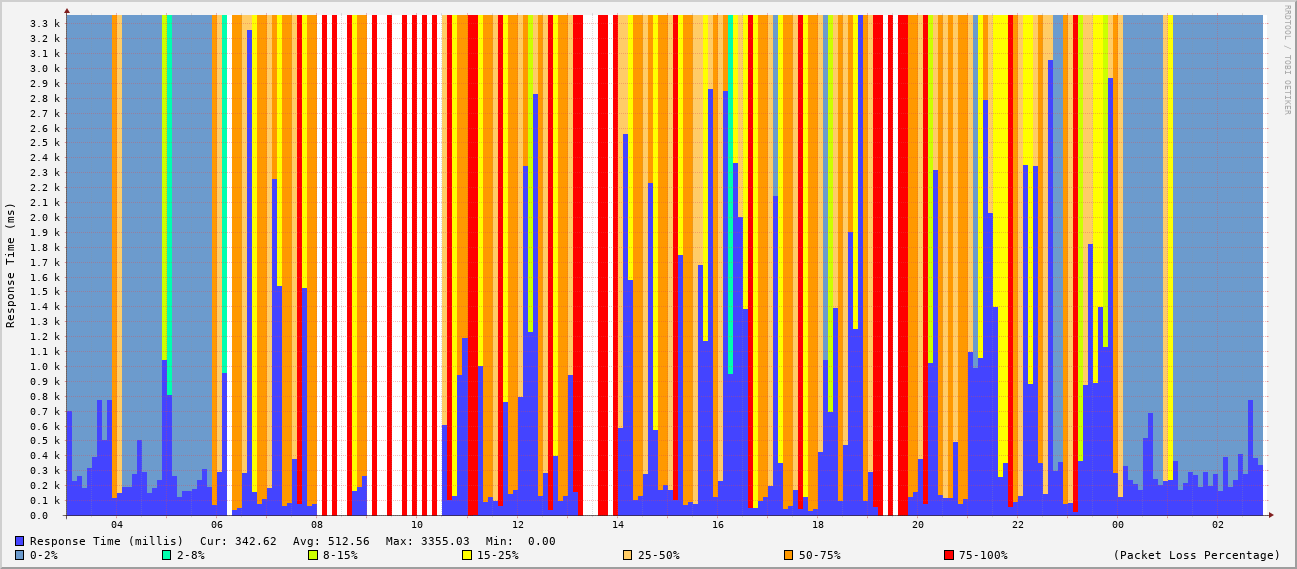 RRDTOOL / TOBI OETIKER
Response Time (ms)
3.3 k
3.2 k
3.1 k
3.0 k
2.9 k
2.8 k
2.7 k
2.6 k
2.5 k
2.4 k
2.3 k
2.2 k
2.1 k
2.0 k
1.9 k
1.8 k
1.7 k
1.6 k
1.5 k
1.4 k
1.3 k
1.2 k
1.1 k
1.0 k
0.9 k
0.8 k
0.7 k
0.6 k
0.5 k
0.4 k
0.3 k
0.2 k
0.1 k
0.0
04 06 08 10 12 14 16 18 20 22 00 02
Response Time (millis) Cur: 342.62 Avg: 512.56 Max: 3355.03 Min: 0.00
0-2% 2-8% 8-15% 15-25% 25-50% 50-75% 75-100% (Packet Loss Percentage)